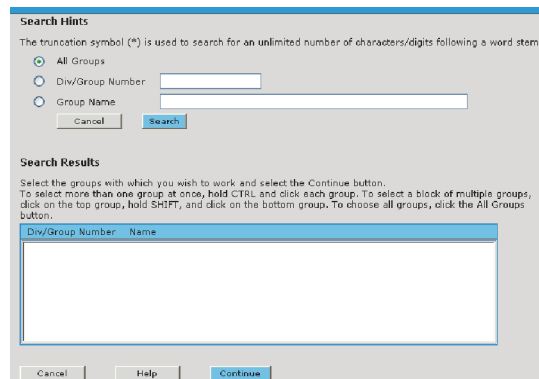 Search Hints
The truncation symbol (*) is used to search for an unlimited number of characters/digits following a word stem
All Groups
Div/Group Number
Group Name
Cancel Search
Search Results
Select the groups with which you wish to work and select the Continue button.
To select more than one group at once, hold CTRL and click each group. To select a block of multiple groups,
click on the top group, hold SHIFT, and click on the bottom group. To choose all groups, click the All Groups
button.
Div/Group Number Name
Cancel Help Continue